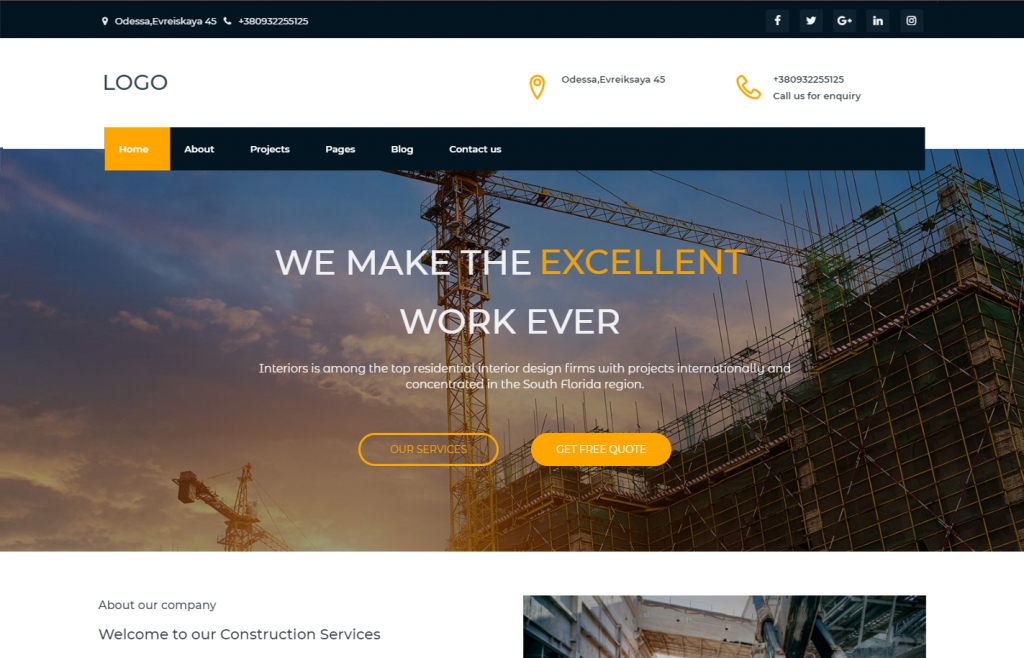 Odessa,Evreiskaya 45 +380932255125
LOGO
Odessa,Evreiksaya 45
+380932255125
Call us for enquiry
Home About Projects Pages Blog Contact us
WE MAKE THE EXCELLENT
WORK EVER
Interiors is among the top residential interior design firms with projects internationally and
concentrated in the South Florida region.
OUR SERVICES GET FREE QUOTE
About our company
Welcome to our Construction Services